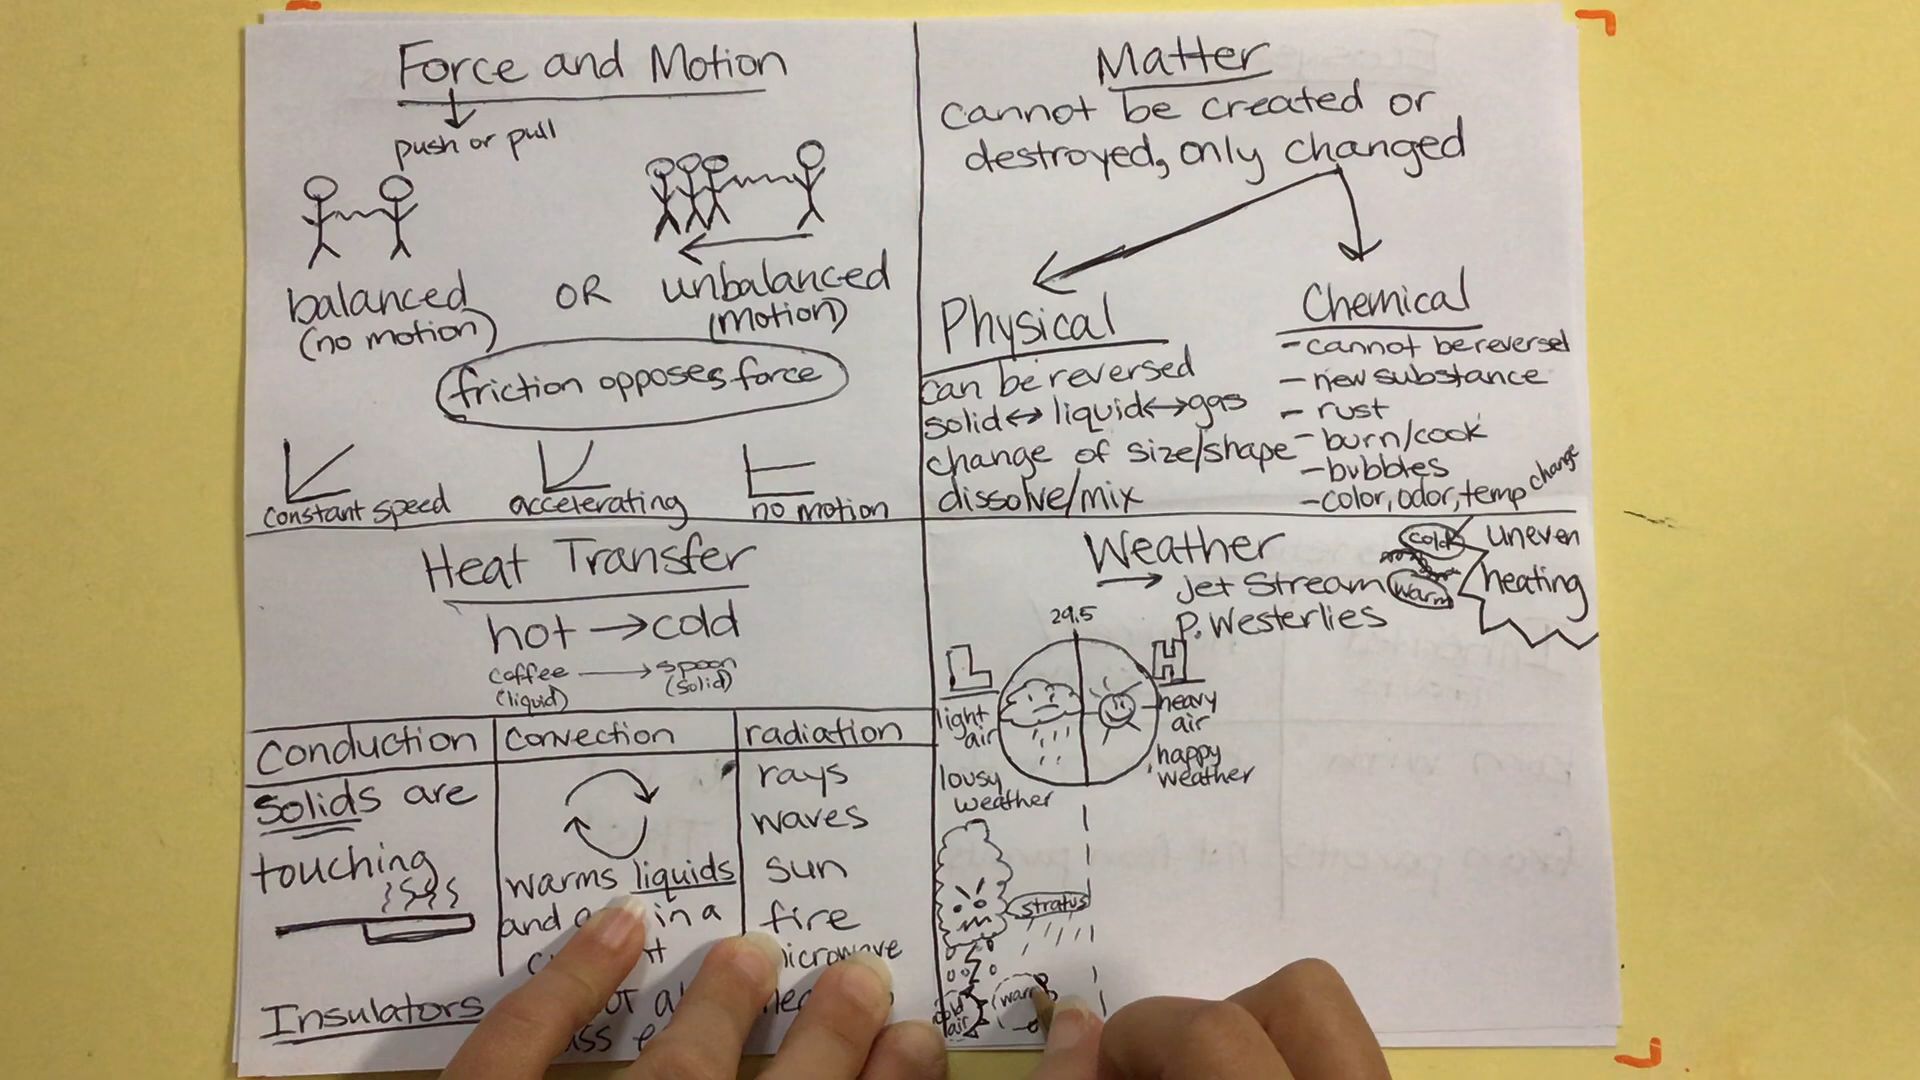 Force and Motion
push or pull
balanced OR unbalanced
(no motion) (motion)
friction opposes force
constant speed accelerating no motion
Matter
cannot be created or
destroyed, only changed
Physical
can be reversed
solid ↔ liquid ↔ gas
change of size/shape
dissolve/mix
Chemical
- cannot be reversed
- new substance
- rust
- burn/cook
- bubbles
- color, odor, temp change
Heat Transfer
hot → cold
coffee → spoon
(liquid) (solid)
conduction convection radiation
solids are
touching
warms liquids
and in a
rays
waves
sun
fire
Insulators
Weather
→ Jet Stream
P. Westerlies
cold
warm
uneven
heating
29.5
L
light
air
lousy
weather
H
heavy
air
happy
weather
stratus
cold
air